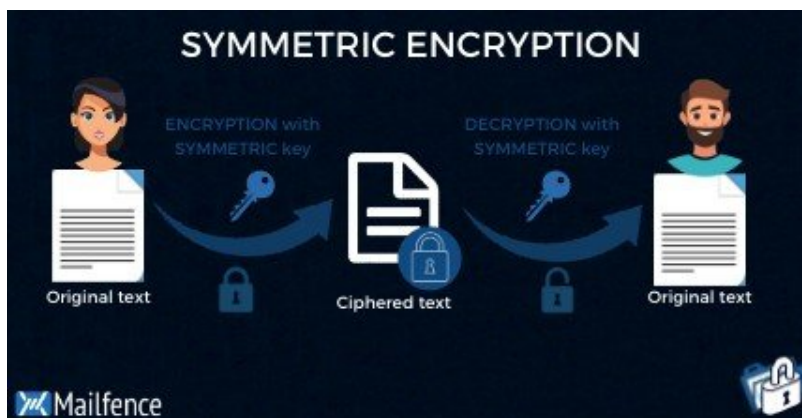 SYMMETRIC ENCRYPTION
ENCRYPTION with
SYMMETRIC key
DECRYPTION with
SYMMETRIC key
Original text
Ciphered text
Original text
Mailfence